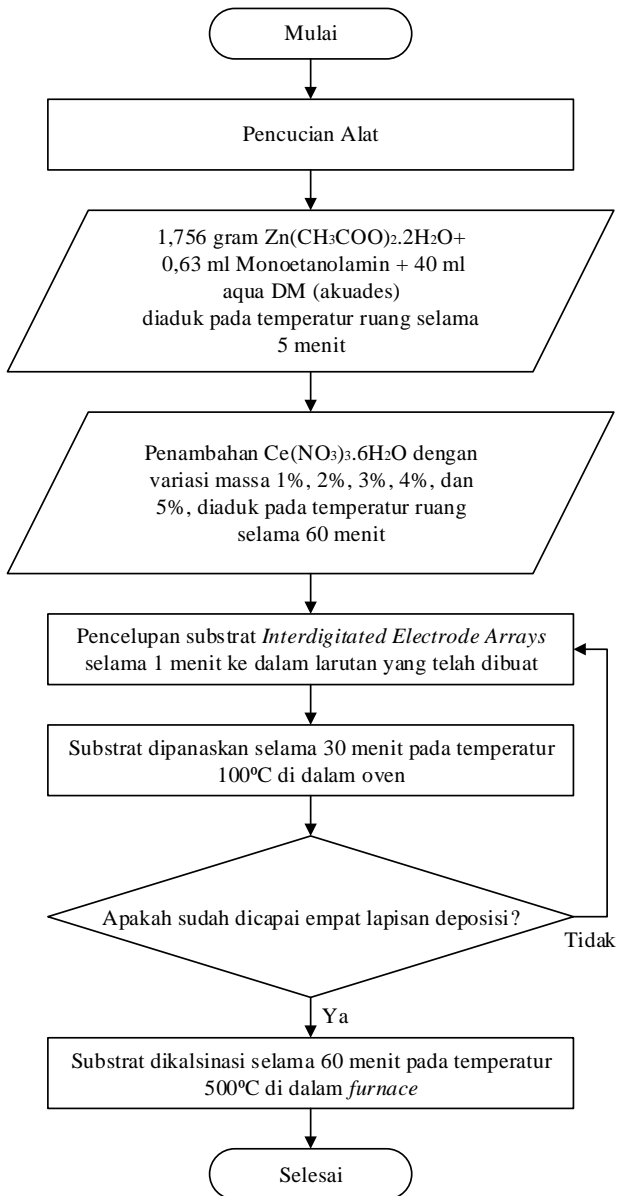 Mulai
Pencucian Alat
1,756 gram Zn(CH₃COO)₂.2H₂O+
0,63 ml Monoetanolamin + 40 ml
aqua DM (akuades)
diaduk pada temperatur ruang selama
5 menit
Penambahan Ce(NO₃)₃.6H₂O dengan
variasi massa 1%, 2%, 3%, 4%, dan
5%, diaduk pada temperatur ruang
selama 60 menit
Pencelupan substrat Interdigitated Electrode Arrays
selama 1 menit ke dalam larutan yang telah dibuat
Substrat dipanaskan selama 30 menit pada temperatur
100⁰C di dalam oven
Apakah sudah dicapai empat lapisan deposisi?
Tidak
Ya
Substrat dikalsinasi selama 60 menit pada temperatur
500⁰C di dalam furnace
Selesai